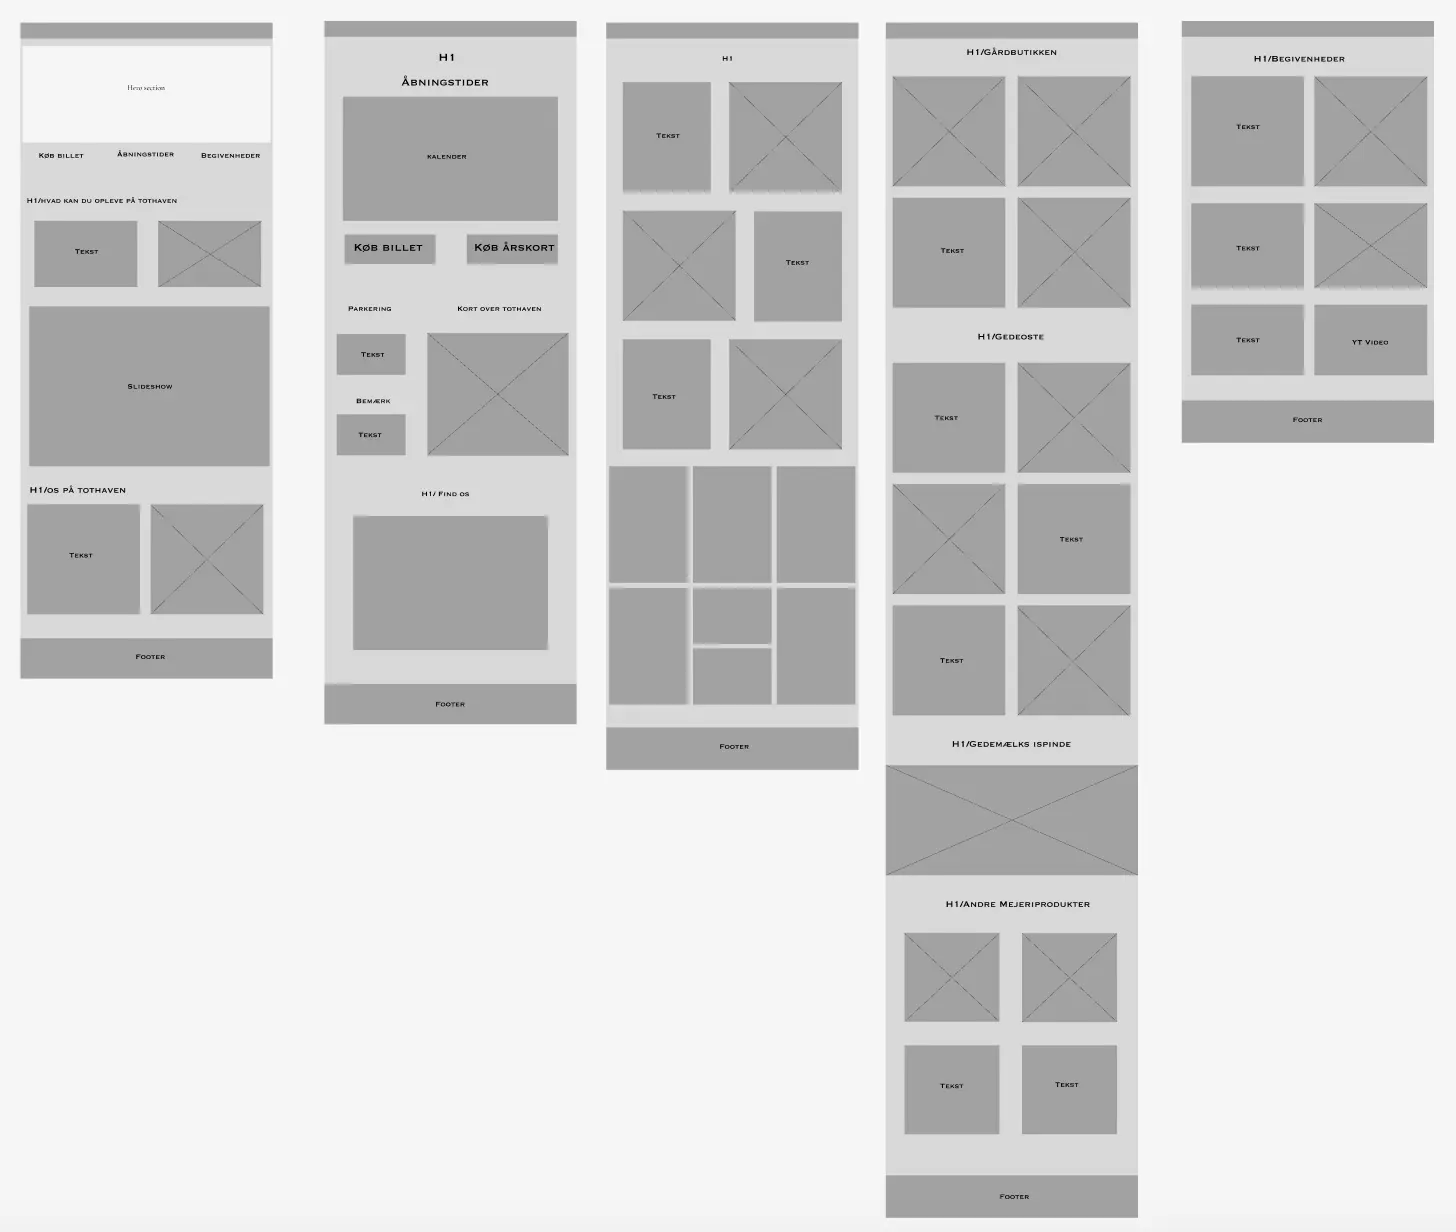 Hero section
Køb billet
Åbningstider
Begivenheder
H1/hvad kan du opleve på tothaven
Tekst
Slideshow
H1/os på tothaven
Tekst
Footer
H1
Åbningstider
kalender
Køb billet
Køb årskort
Parkering
Kort over tothaven
Tekst
Bemærk
Tekst
H1/ Find os
Footer
H1
Tekst
Tekst
Tekst
Footer
H1/Gårdbutikken
Tekst
H1/Gedeoste
Tekst
Tekst
Tekst
H1/Gedemælks ispinde
H1/Andre Mejeriprodukter
Tekst
Tekst
Footer
H1/Begivenheder
Tekst
Tekst
Tekst
YT Video
Footer